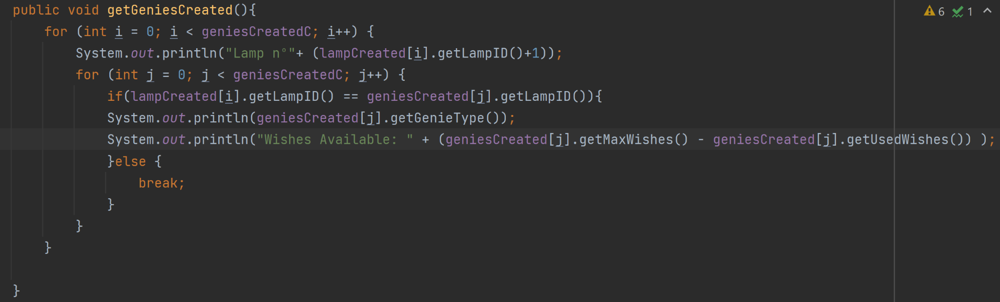 public void getGeniesCreated(){
6 1
for (int i = 0; i < geniesCreatedC; i++) {
System.out.println("Lamp nº"+ (lampCreated[i].getLampID()+1));
for (int j = 0; j < geniesCreatedC; j++) {
if(lampCreated[i].getLampID() == geniesCreated[j].getLampID()){
System.out.println(geniesCreated[j].getGenieType());
System.out.println("Wishes Available: " + (geniesCreated[j].getMaxWishes() - geniesCreated[j].getUsedWishes()) );
}else {
break;
}
}
}
}